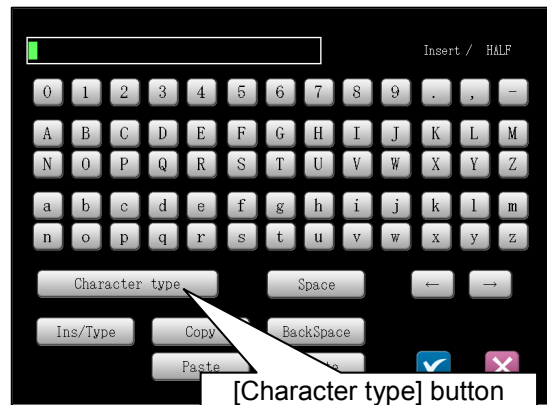 Insert / HALF
0 1 2 3 4 5 6 7 8 9 . , -
A B C D E F G H I J K L M
N O P Q R S T U V W X Y Z
a b c d e f g h i j k l m
n o p q r s t u v w x y z
Character type Space ← →
Ins/Type Copy BackSpace
Paste
[Character type] button